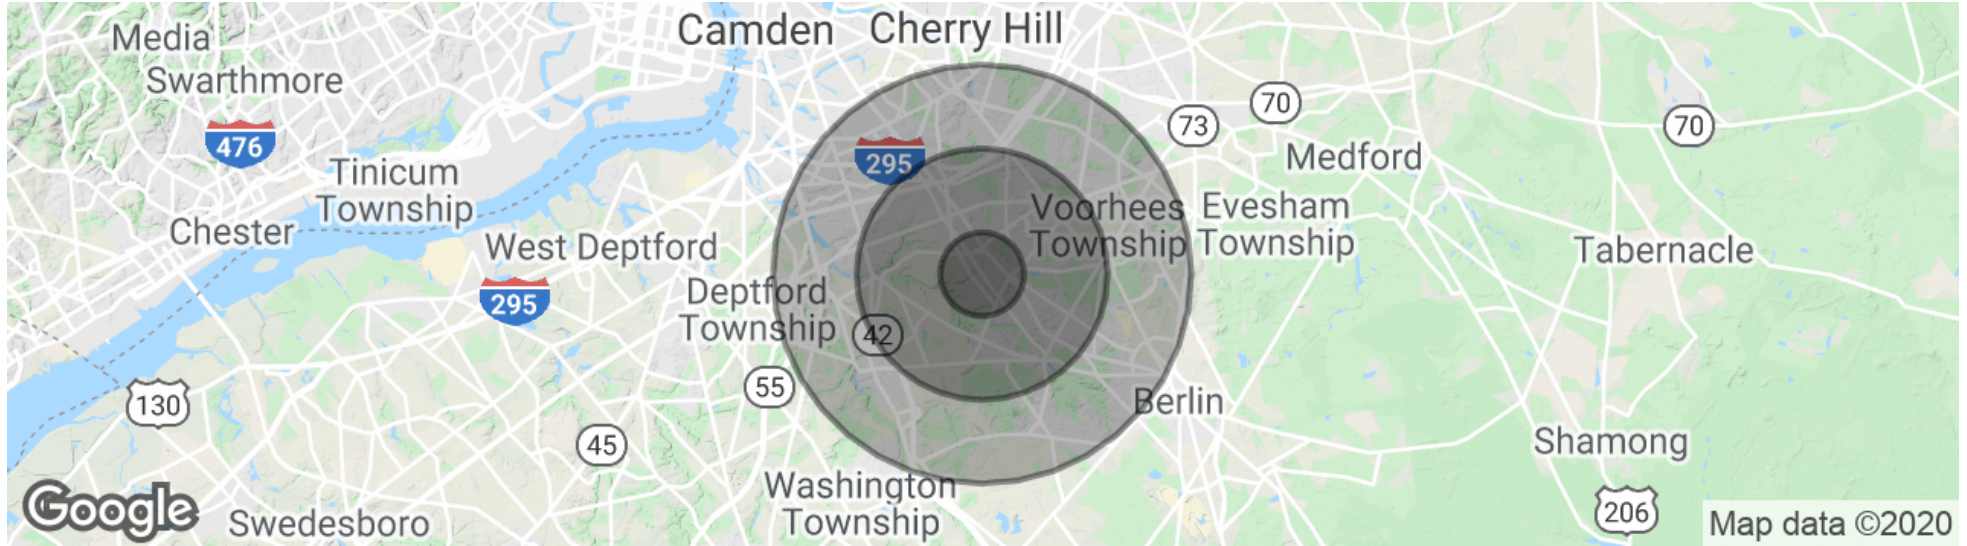 Camden
Cherry Hill
Media
Swarthmore
476
70
73
70
295
Medford
Tinicum
Township
Chester
Voorhees
Township
Evesham
Township
West Deptford
Tabernacle
295
Deptford
Township
42
55
130
Berlin
45
Shamong
Washington
Township
206
Google
Swedesboro
Map data ©2020